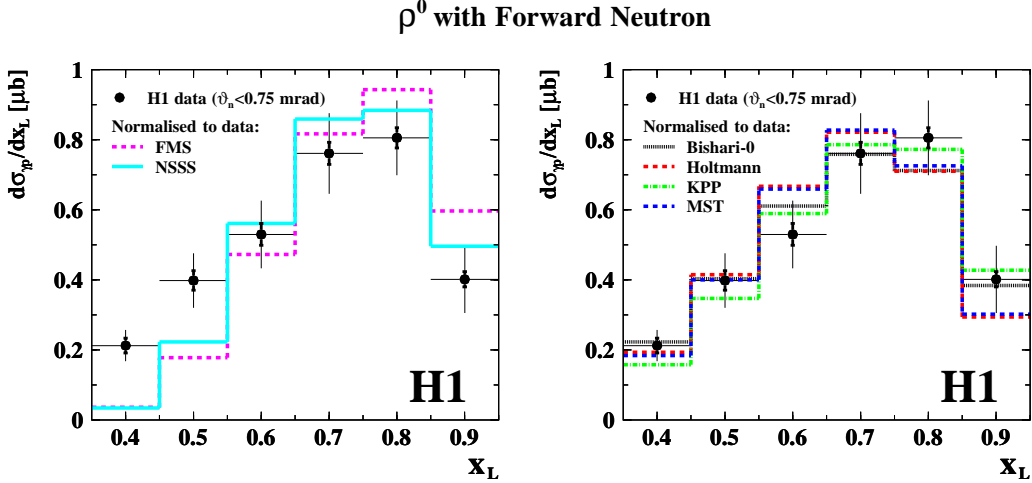 ρ⁰ with Forward Neutron
dσγp/dxL [μb]
1
0.8
0.6
0.4
0.2
0
H1 data (ϑn<0.75 mrad)
Normalised to data:
FMS
NSSS
H1
0.4 0.5 0.6 0.7 0.8 0.9
xL
dσγp/dxL [μb]
1
0.8
0.6
0.4
0.2
0
H1 data (ϑn<0.75 mrad)
Normalised to data:
Bishari-0
Holtmann
KPP
MST
H1
0.4 0.5 0.6 0.7 0.8 0.9
xL